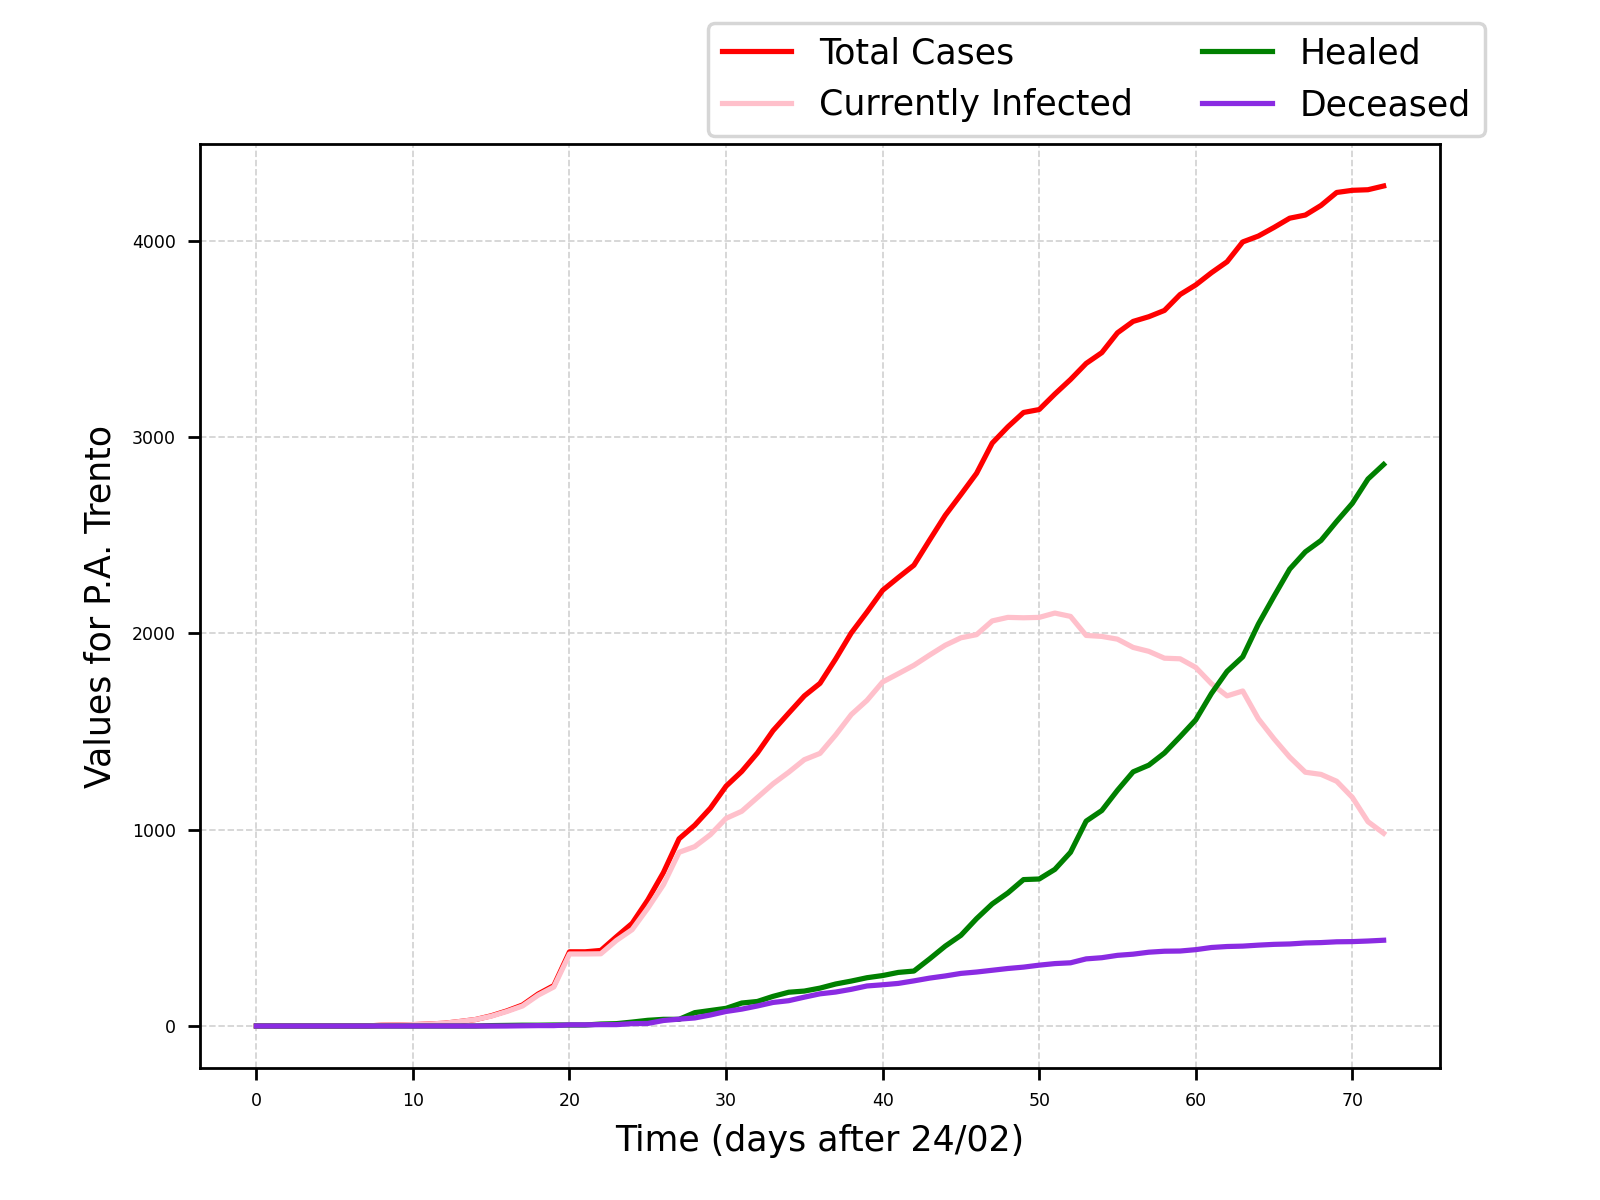 Total Cases
Currently Infected
Healed
Deceased
Values for P.A. Trento
4000
3000
2000
1000
0
0 10 20 30 40 50 60 70
Time (days after 24/02)